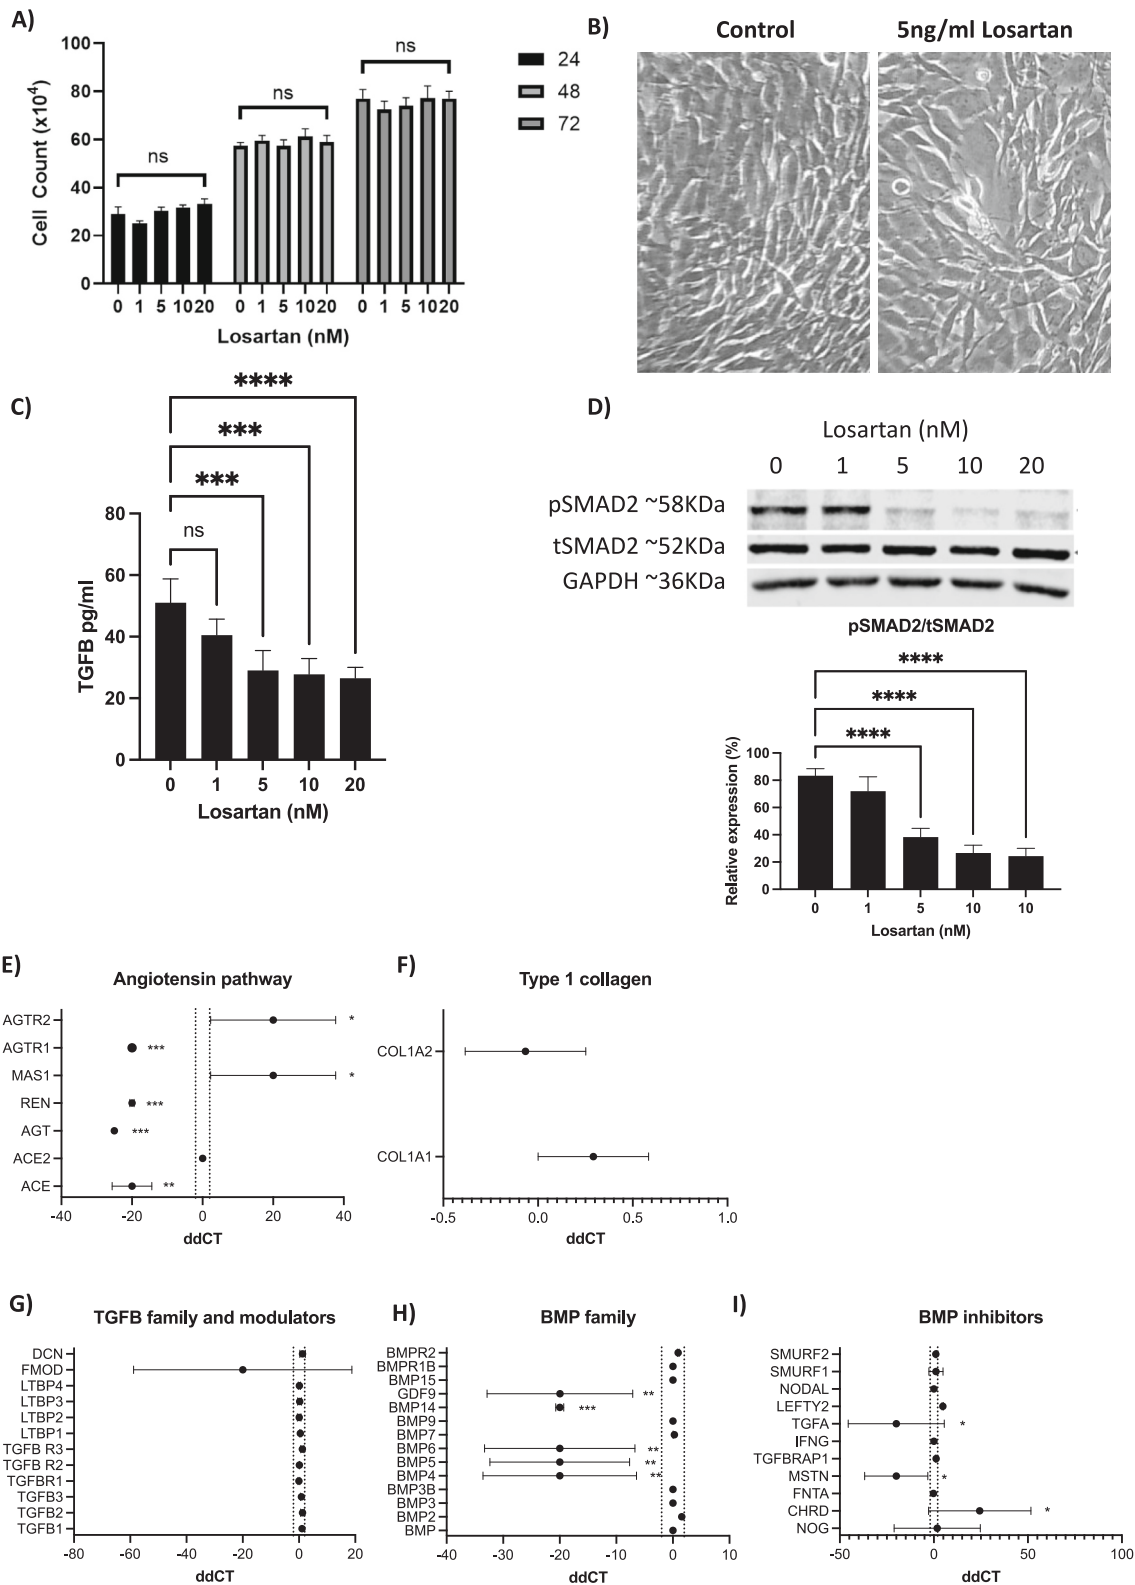 A)
100
80
60
40
20
0
Cell Count (x10⁴)
ns
ns
ns
0 1 5 10 20 0 1 5 10 20 0 1 5 10 20
Losartan (nM)
24
48
72
B)
Control
5ng/ml Losartan
C)
****
***
***
ns
80
60
40
20
0
TGFB pg/ml
0 1 5 10 20
Losartan (nM)
D)
Losartan (nM)
0 1 5 10 20
pSMAD2 ~58KDa
tSMAD2 ~52KDa
GAPDH ~36KDa
pSMAD2/tSMAD2
****
****
****
100
80
60
40
20
0
Relative expression (%)
0 1 5 10 10
Losartan (nM)
E)
Angiotensin pathway
AGTR2 *
AGTR1 ***
MAS1 *
REN ***
AGT ***
ACE2
ACE **
-40 -20 0 20 40
ddCT
F)
Type 1 collagen
COL1A2
COL1A1
-0.5 0.0 0.5 1.0
ddCT
G)
TGFB family and modulators
DCN
FMOD
LTBP4
LTBP3
LTBP2
LTBP1
TGFB R3
TGFB R2
TGFBR1
TGFB3
TGFB2
TGFB1
-80 -60 -40 -20 0 20
ddCT
H)
BMP family
BMPR2
BMPR1B
BMP15
GDF9 **
BMP14 ***
BMP9
BMP7
BMP6 **
BMP5 **
BMP4 **
BMP3B
BMP3
BMP2
BMP
-40 -30 -20 -10 0 10
ddCT
I)
BMP inhibitors
SMURF2
SMURF1
NODAL
LEFTY2
TGFA *
IFNG
TGFBRAP1
MSTN *
FNTA
CHRD *
NOG
-50 0 50 100
ddCT